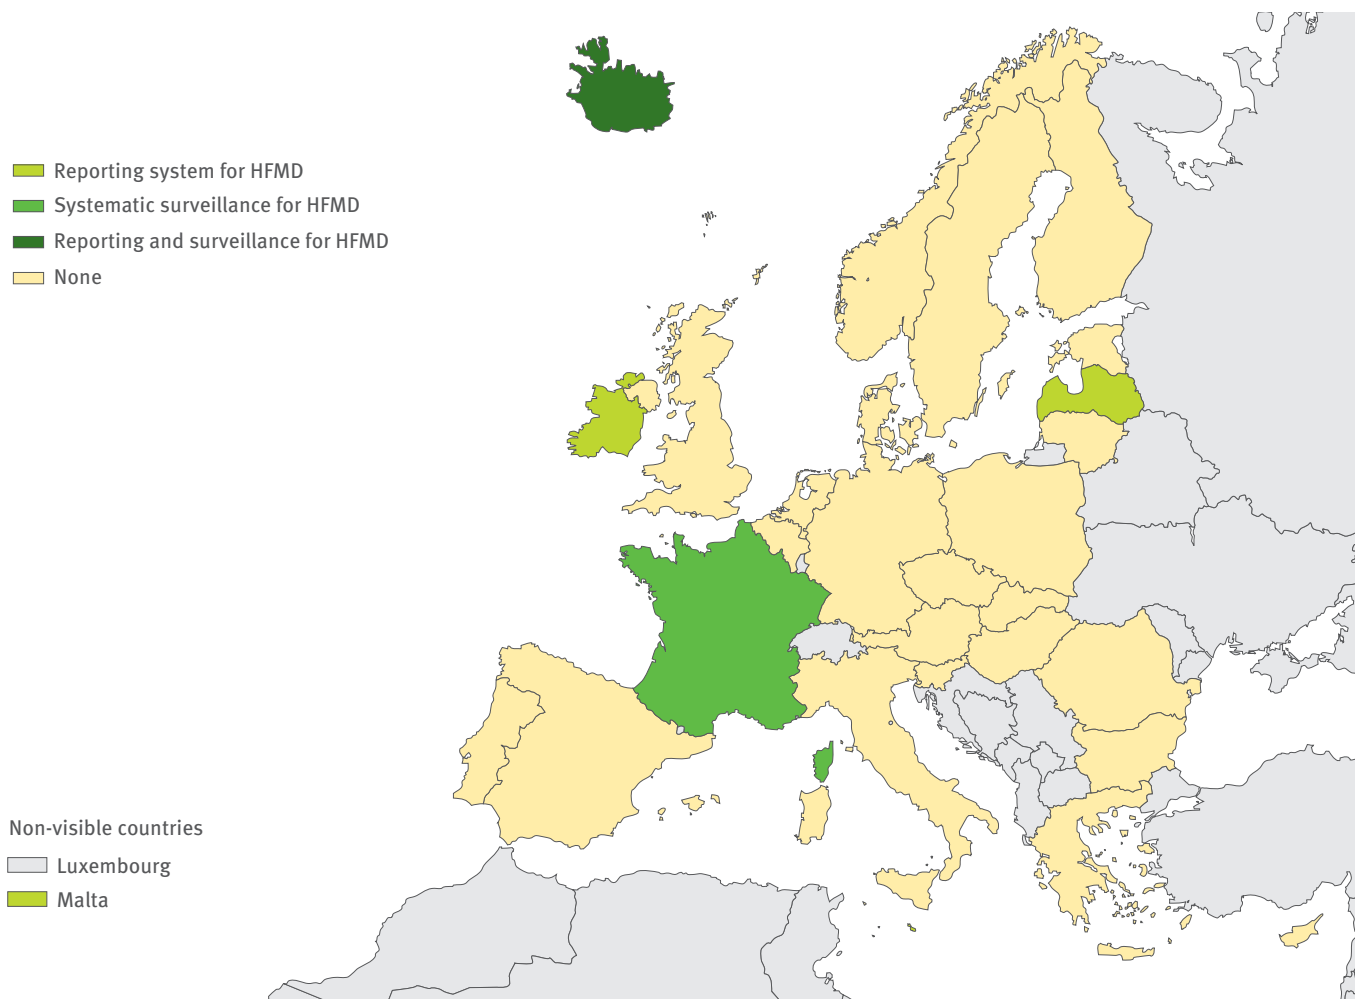 Reporting system for HFMD
Systematic surveillance for HFMD
Reporting and surveillance for HFMD
None
Non-visible countries
Luxembourg
Malta